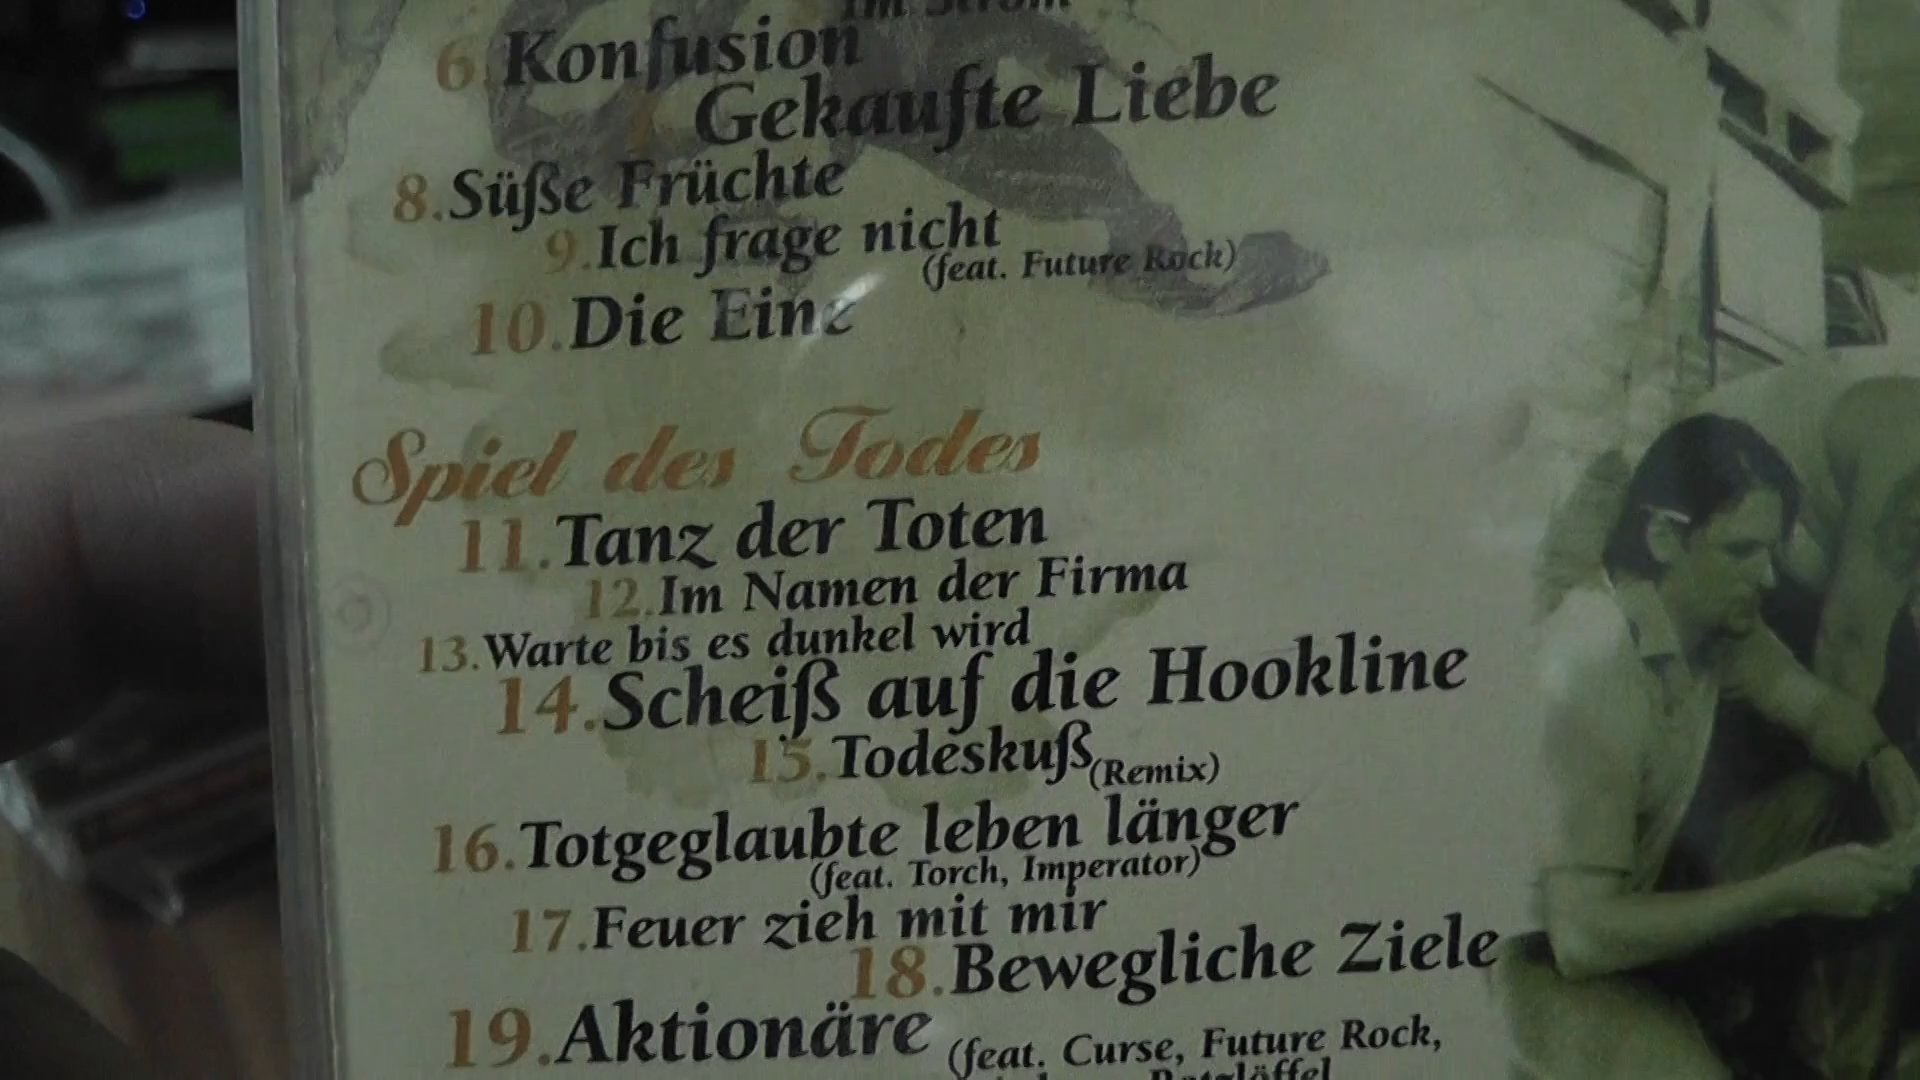 Im Strom
6. Konfusion
Gekaufte Liebe
8. Süße Früchte
9. Ich frage nicht
(feat. Future Rock)
10. Die Eine
Spiel des Todes
11. Tanz der Toten
12. Im Namen der Firma
13. Warte bis es dunkel wird
14. Scheiß auf die Hookline
15. Todeskuß (Remix)
16. Totgeglaubte leben länger
(feat. Torch, Imperator)
17. Feuer zieh mit mir
18. Bewegliche Ziele
19. Aktionäre (feat. Curse, Future Rock,